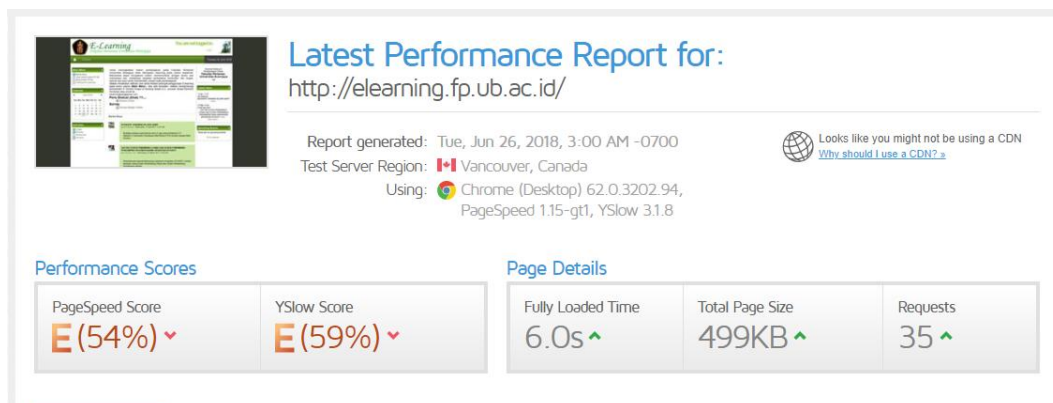 E-Learning
Latest Performance Report for:
http://elearning.fp.ub.ac.id/
Report generated: Tue, Jun 26, 2018, 3:00 AM -0700
Test Server Region: Vancouver, Canada
Using: Chrome (Desktop) 62.0.3202.94,
PageSpeed 1.15-gt1, YSlow 3.1.8
Looks like you might not be using a CDN
Why should I use a CDN? »
Performance Scores
PageSpeed Score
E (54%)
YSlow Score
E (59%)
Page Details
Fully Loaded Time
6.0s
Total Page Size
499KB
Requests
35